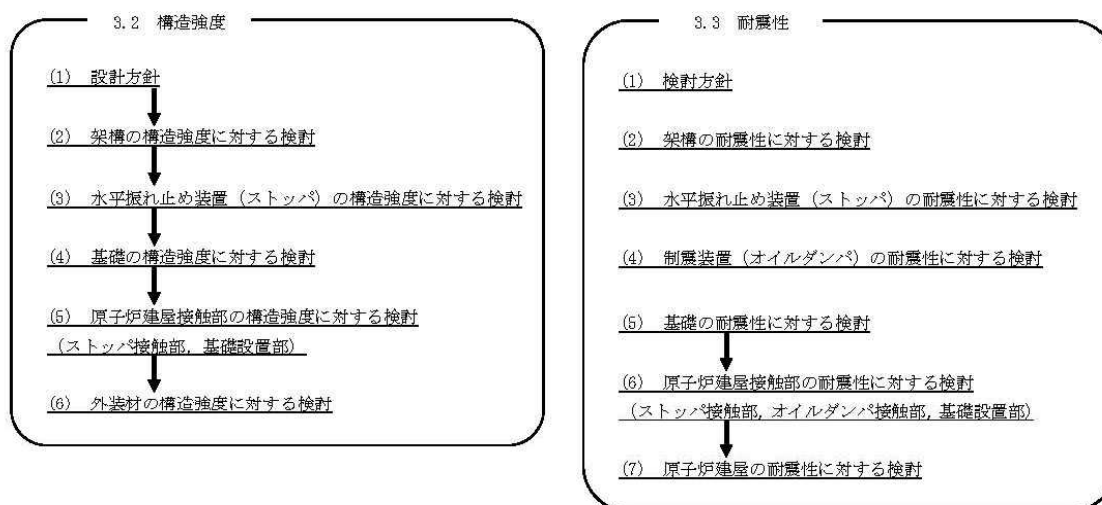 3.2 構造強度
(1) 設計方針
(2) 架構の構造強度に対する検討
(3) 水平振れ止め装置（ストッパ）の構造強度に対する検討
(4) 基礎の構造強度に対する検討
(5) 原子炉建屋接触部の構造強度に対する検討
（ストッパ接触部，基礎設置部）
(6) 外装材の構造強度に対する検討
3.3 耐震性
(1) 検討方針
(2) 架構の耐震性に対する検討
(3) 水平振れ止め装置（ストッパ）の耐震性に対する検討
(4) 制震装置（オイルダンパ）の耐震性に対する検討
(5) 基礎の耐震性に対する検討
(6) 原子炉建屋接触部の耐震性に対する検討
（ストッパ接触部，オイルダンパ接触部，基礎設置部）
(7) 原子炉建屋の耐震性に対する検討